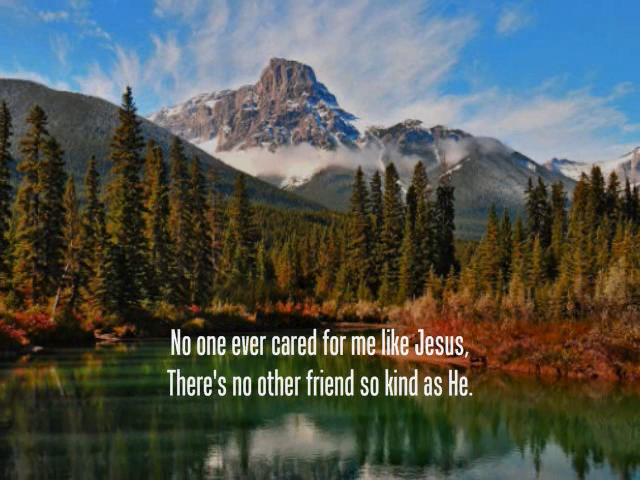 No one ever cared for me like Jesus,
There's no other friend so kind as He.